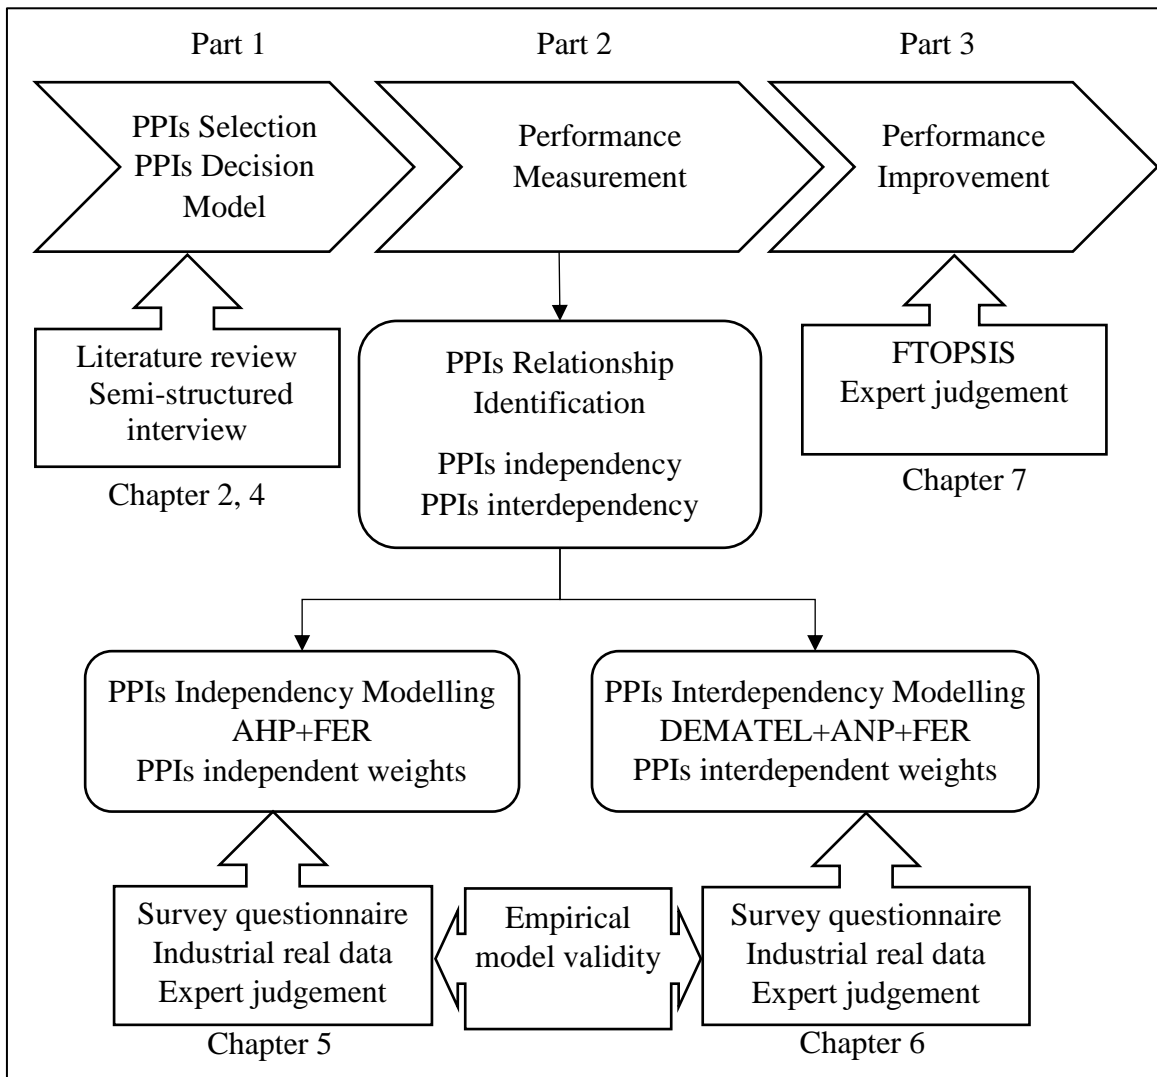 Part 1
Part 2
Part 3
PPIs Selection
PPIs Decision
Model
Performance
Measurement
Performance
Improvement
Literature review
Semi-structured
interview
Chapter 2, 4
PPIs Relationship
Identification
PPIs independency
PPIs interdependency
FTOPSIS
Expert judgement
Chapter 7
PPIs Independency Modelling
AHP+FER
PPIs independent weights
PPIs Interdependency Modelling
DEMATEL+ANP+FER
PPIs interdependent weights
Survey questionnaire
Industrial real data
Expert judgement
Chapter 5
Empirical
model validity
Survey questionnaire
Industrial real data
Expert judgement
Chapter 6